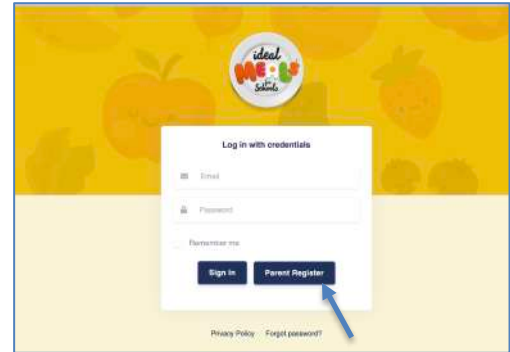 ideal
MEALS
for
Schools
Log in with credentials
Email
Password
Remember me
Sign In Parent Register
Privacy Policy Forgot password?